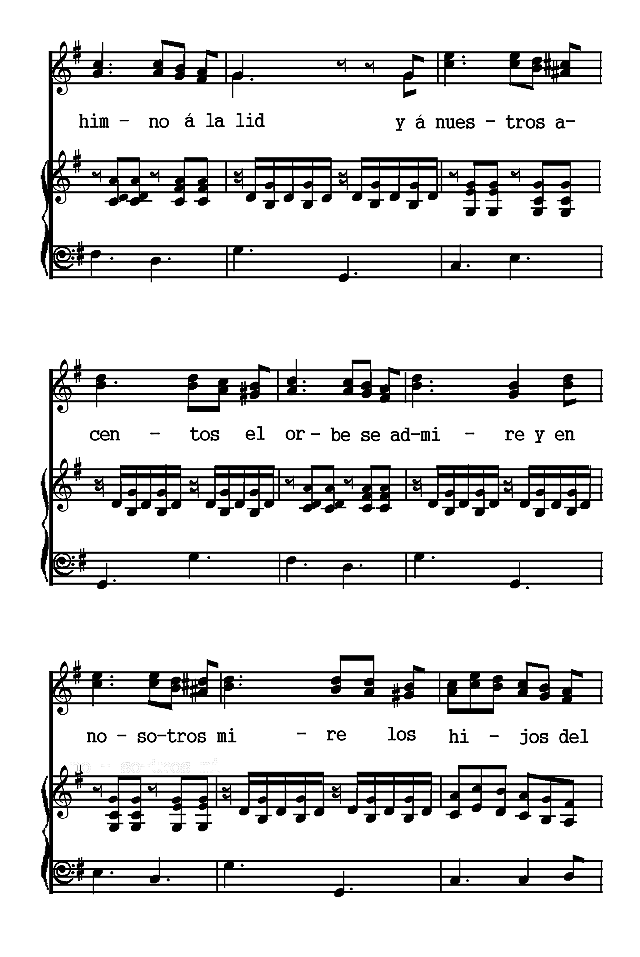 him - no á la lid y á nues - tros a-
cen - tos el or - be se ad-mi - re y en
no - so-tros mi - re los hi - jos del